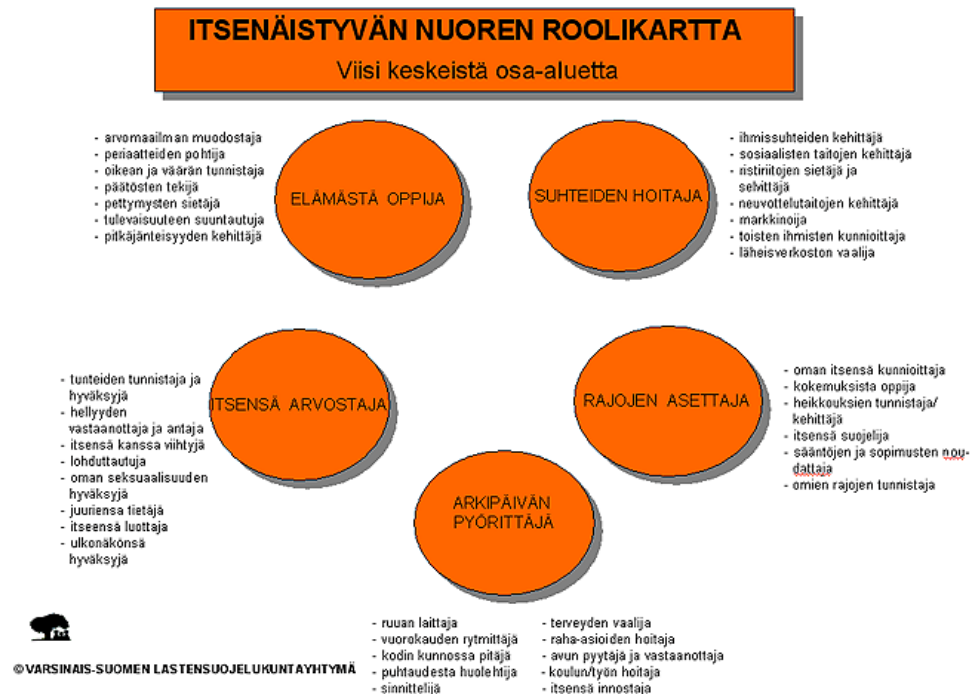 ITSENÄISTYVÄN NUOREN ROOLIKARTTA
Viisi keskeistä osa-aluetta
- arvomaailman muodostaja
- periaatteiden pohtija
- oikean ja väärän tunnistaja
- päätösten tekijä
- pettymysten sietäjä
- tulevaisuuteen suuntautuja
- pitkäjänteisyyden kehittäjä
ELÄMÄSTÄ OPPIJA
SUHTEIDEN HOITAJA
- ihmissuhteiden kehittäjä
- sosiaalisten taitojen kehittäjä
- ristiriitojen sietäjä ja
selvittäjä
- neuvottelutaitojen kehittäjä
- markkinoija
- toisten ihmisten kunnioittaja
- läheisverkoston vaalija
- tunteiden tunnistaja ja
hyväksyjä
- hellyyden
vastaanottaja ja antaja
- itsensä kanssa viihtyjä
- lohduttautuja
- oman seksuaalisuuden
hyväksyjä
- juuriensa tietäjä
- itseensä luottaja
- ulkonäkönsä
hyväksyjä
ITSENSÄ ARVOSTAJA
RAJOJEN ASETTAJA
- oman itsensä kunnioittaja
- kokemuksista oppija
- heikkouksien tunnistaja/
kehittäjä
- itsensä suojelija
- sääntöjen ja sopimusten nou-
dattaja
- omien rajojen tunnistaja
ARKIPÄIVÄN
PYÖRITTÄJÄ
- ruuan laittaja
- vuorokauden rytmittäjä
- kodin kunnossa pitäjä
- puhtaudesta huolehtija
- sinnittelijä
- terveyden vaalija
- raha-asioiden hoitaja
- avun pyytäjä ja vastaanottaja
- koulun/työn hoitaja
- itsensä innostaja
© VARSINAIS-SUOMEN LASTENSUOJELUKUNTAYHTYMÄ